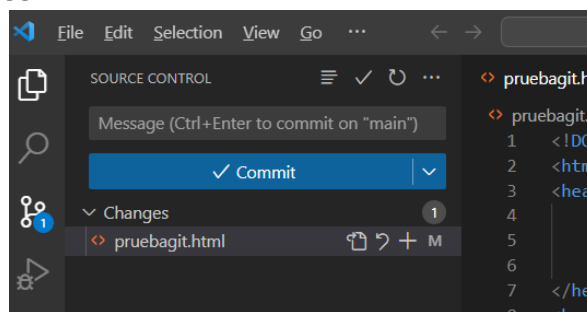 File Edit Selection View Go ...
SOURCE CONTROL
Message (Ctrl+Enter to commit on "main")
Commit
Changes 1
pruebagit.html M
1
pruebagit.h
pruebagit.
1 <!DO
2 <htm
3 <hea
4
5
6
7 </he